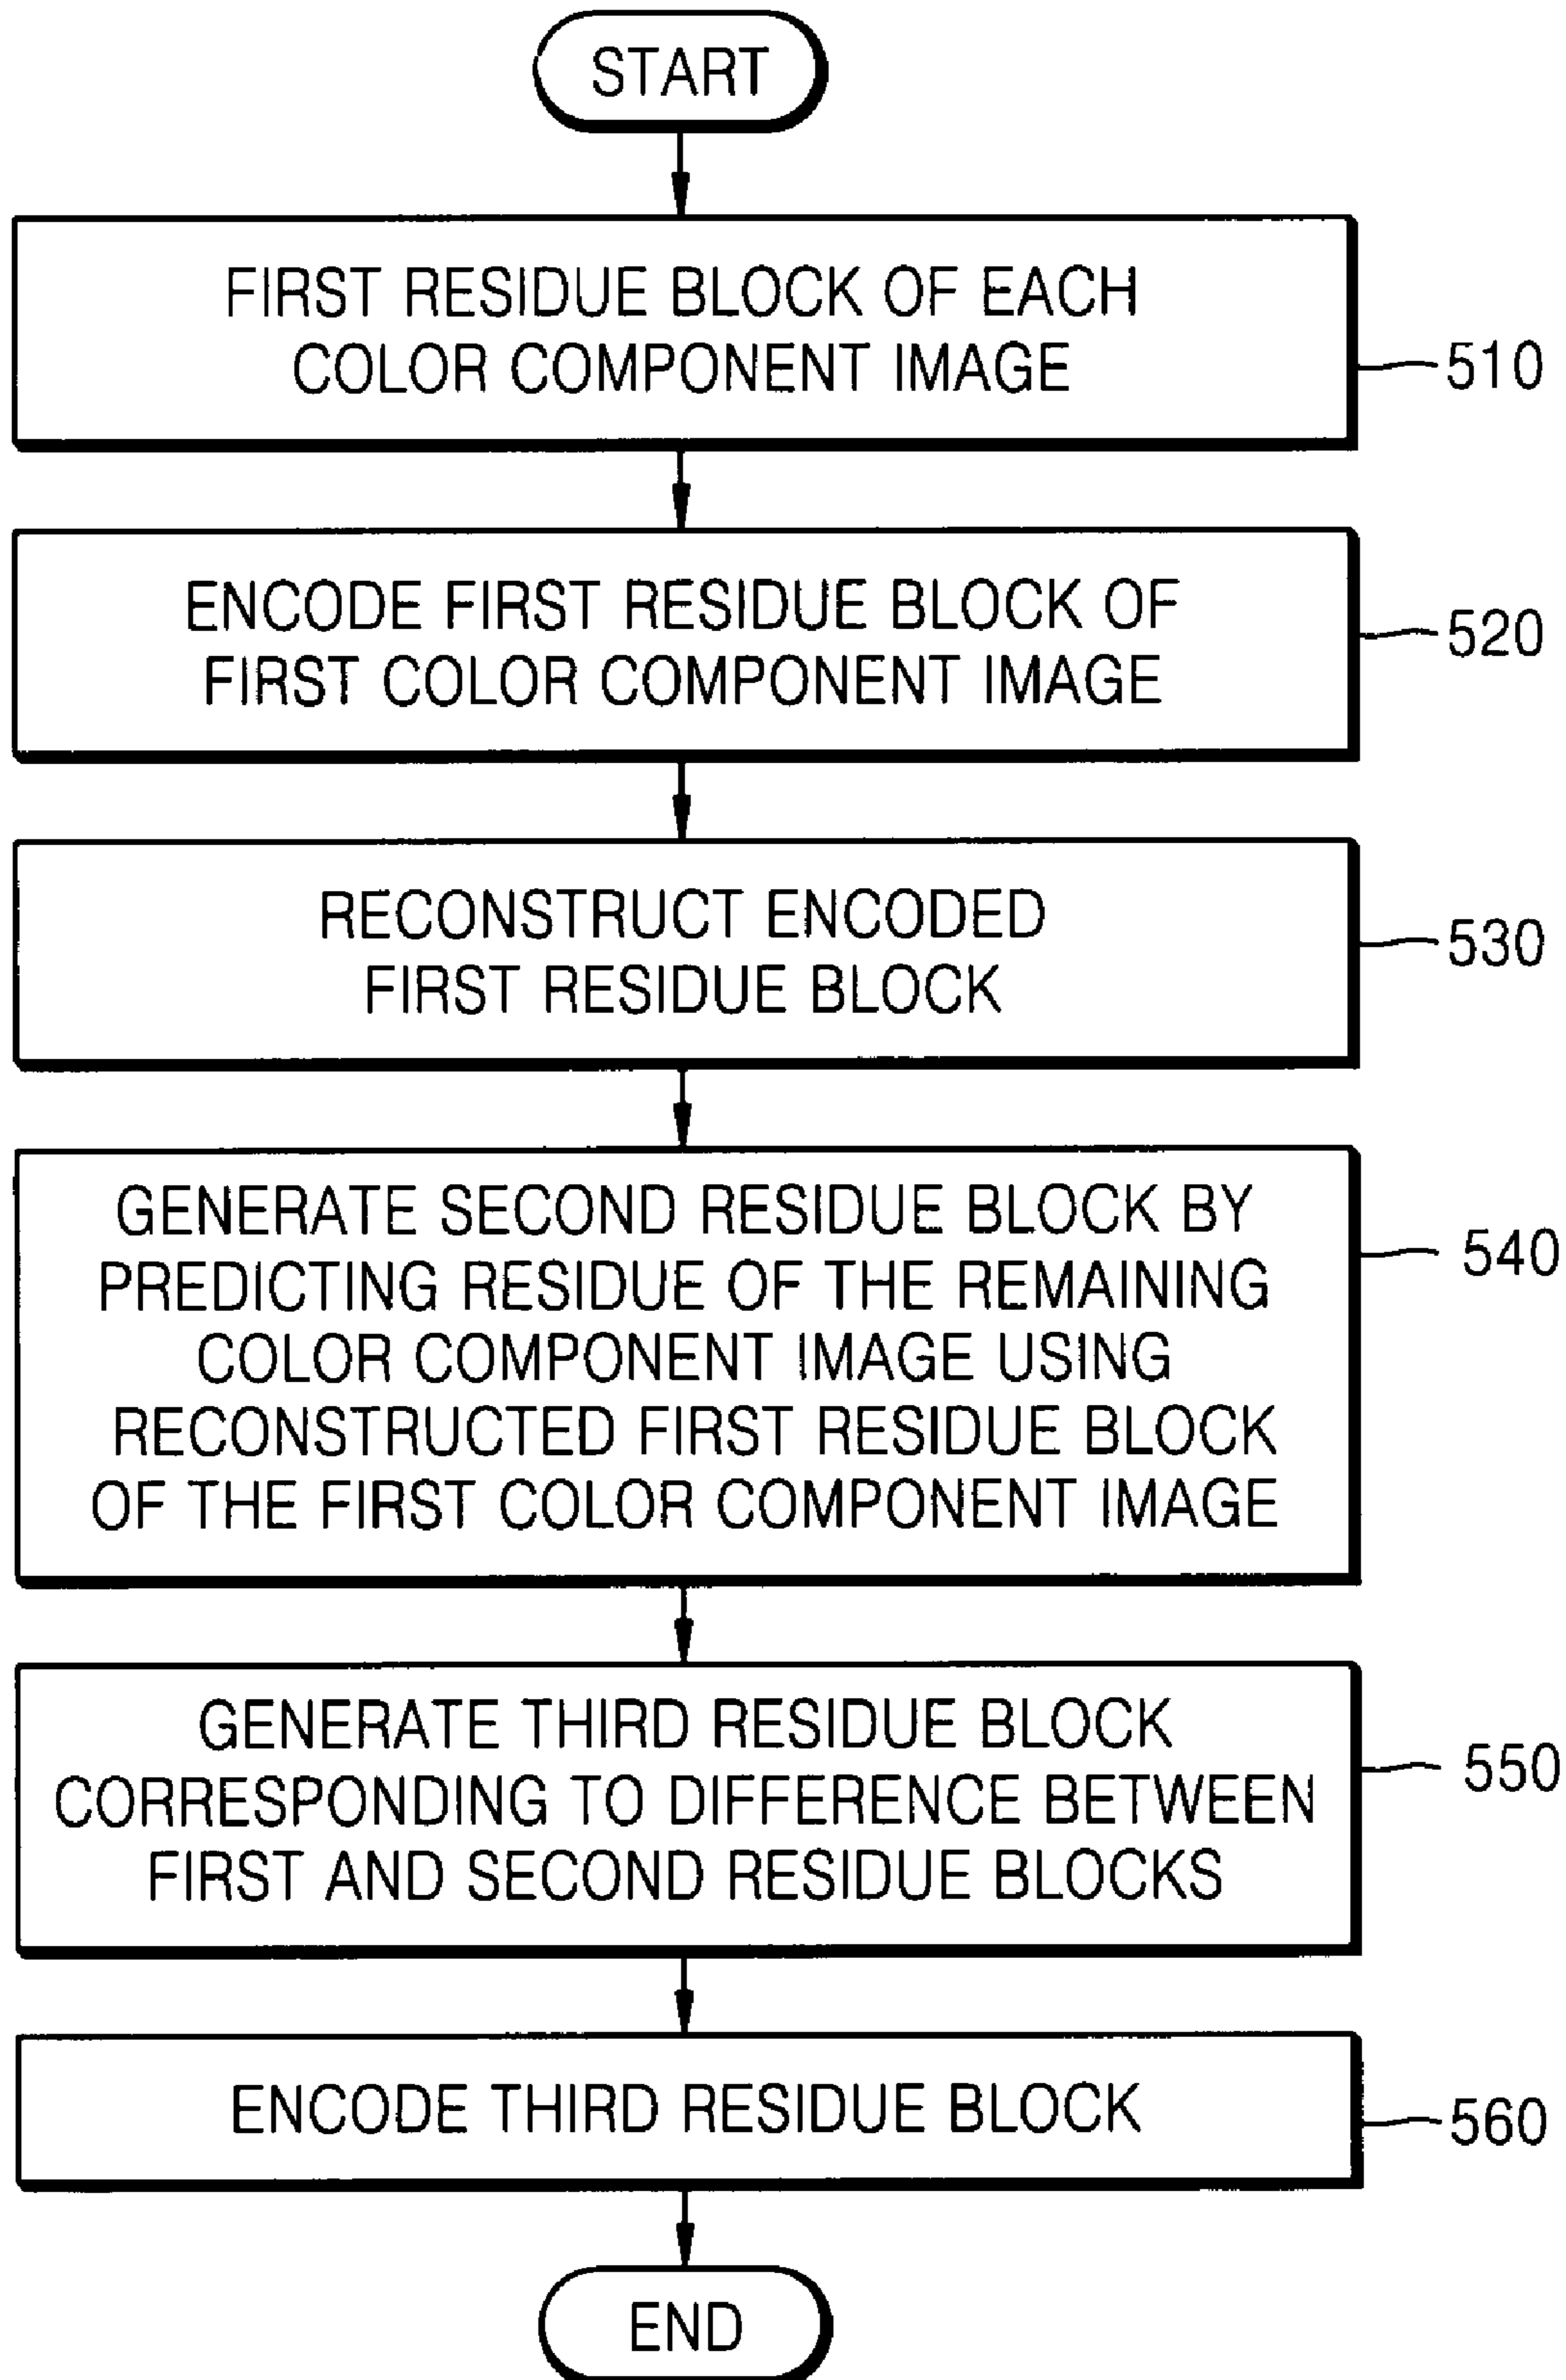 START
FIRST RESIDUE BLOCK OF EACH
COLOR COMPONENT IMAGE
510
ENCODE FIRST RESIDUE BLOCK OF
FIRST COLOR COMPONENT IMAGE
520
RECONSTRUCT ENCODED
FIRST RESIDUE BLOCK
530
GENERATE SECOND RESIDUE BLOCK BY
PREDICTING RESIDUE OF THE REMAINING
COLOR COMPONENT IMAGE USING
RECONSTRUCTED FIRST RESIDUE BLOCK
OF THE FIRST COLOR COMPONENT IMAGE
540
GENERATE THIRD RESIDUE BLOCK
CORRESPONDING TO DIFFERENCE BETWEEN
FIRST AND SECOND RESIDUE BLOCKS
550
ENCODE THIRD RESIDUE BLOCK
560
END